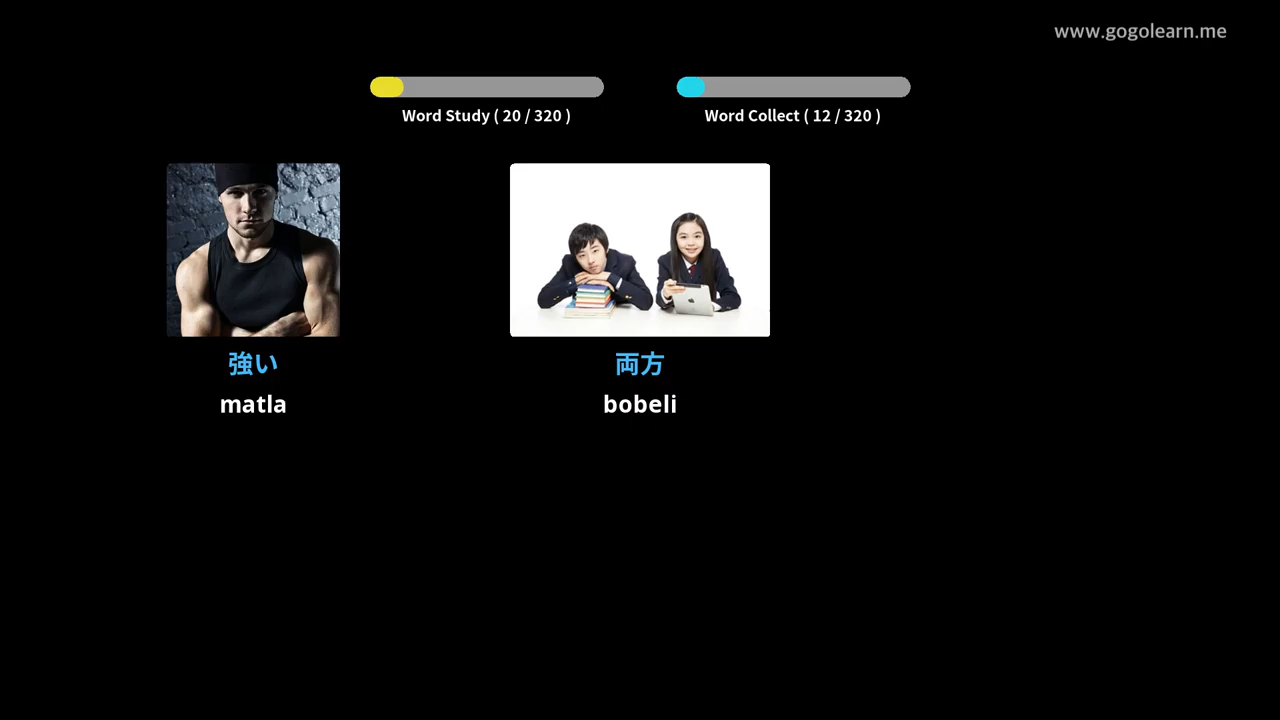 www.gogolearn.me
Word Study ( 20 / 320 )
Word Collect ( 12 / 320 )
強い
matla
両方
bobeli